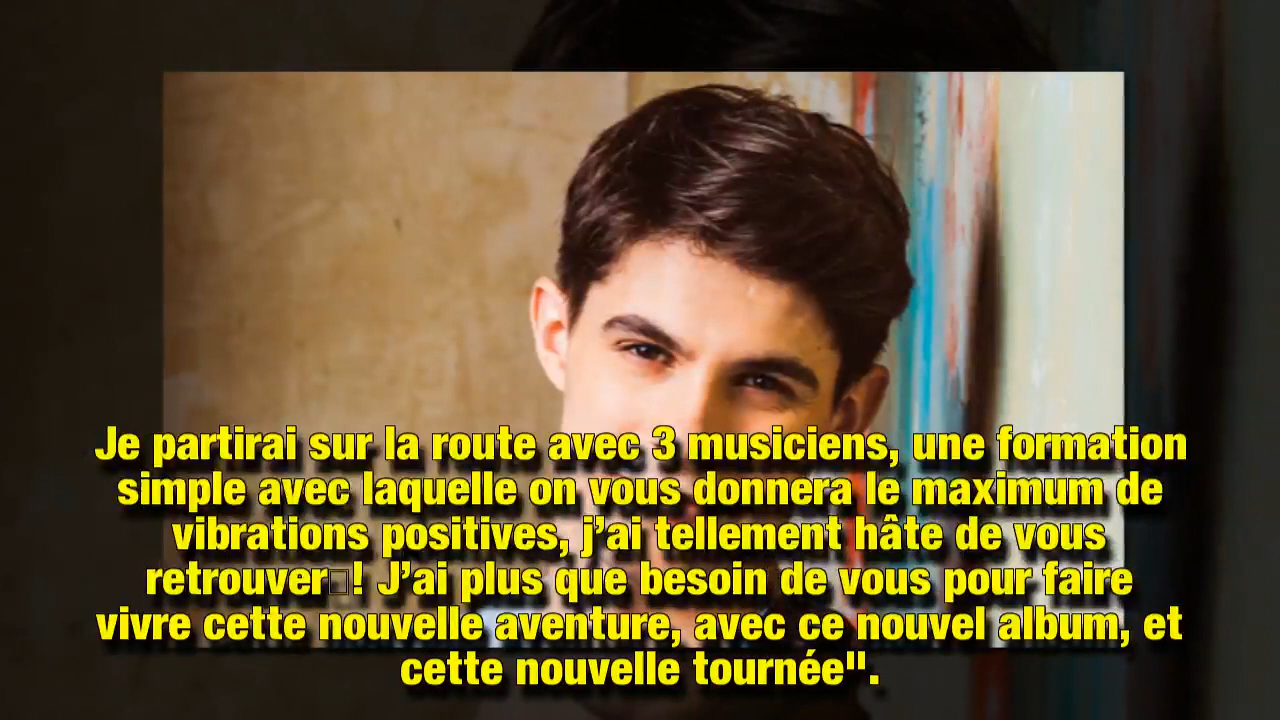 Je partirai sur la route avec 3 musiciens, une formation
simple avec laquelle on vous donnera le maximum de
vibrations positives, j’ai tellement hâte de vous
retrouver□! J’ai plus que besoin de vous pour faire
vivre cette nouvelle aventure, avec ce nouvel album, et
cette nouvelle tournée".